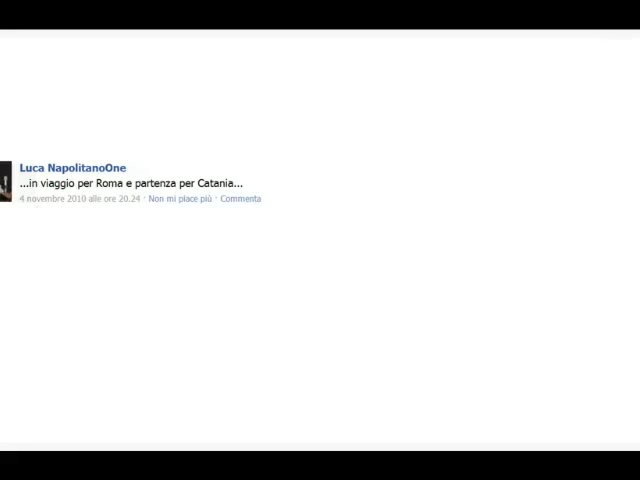 Luca NapolitanoOne
...in viaggio per Roma e partenza per Catania...
4 novembre 2010 alle ore 20.24 · Non mi piace più · Commenta